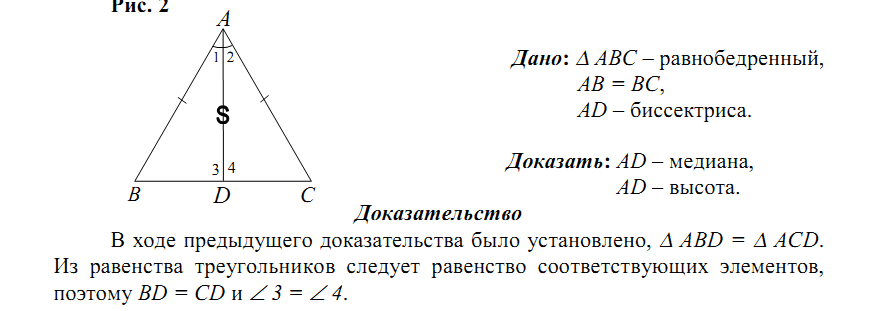 Рис. 2
A
1 2
Дано: Δ ABC – равнобедренный,
AB = BC,
S
AD – биссектриса.
3 4
Доказать: AD – медиана,
B D C
AD – высота.
Доказательство
В ходе предыдущего доказательства было установлено, Δ ABD = Δ ACD.
Из равенства треугольников следует равенство соответствующих элементов,
поэтому BD = CD и ∠ 3 = ∠ 4.